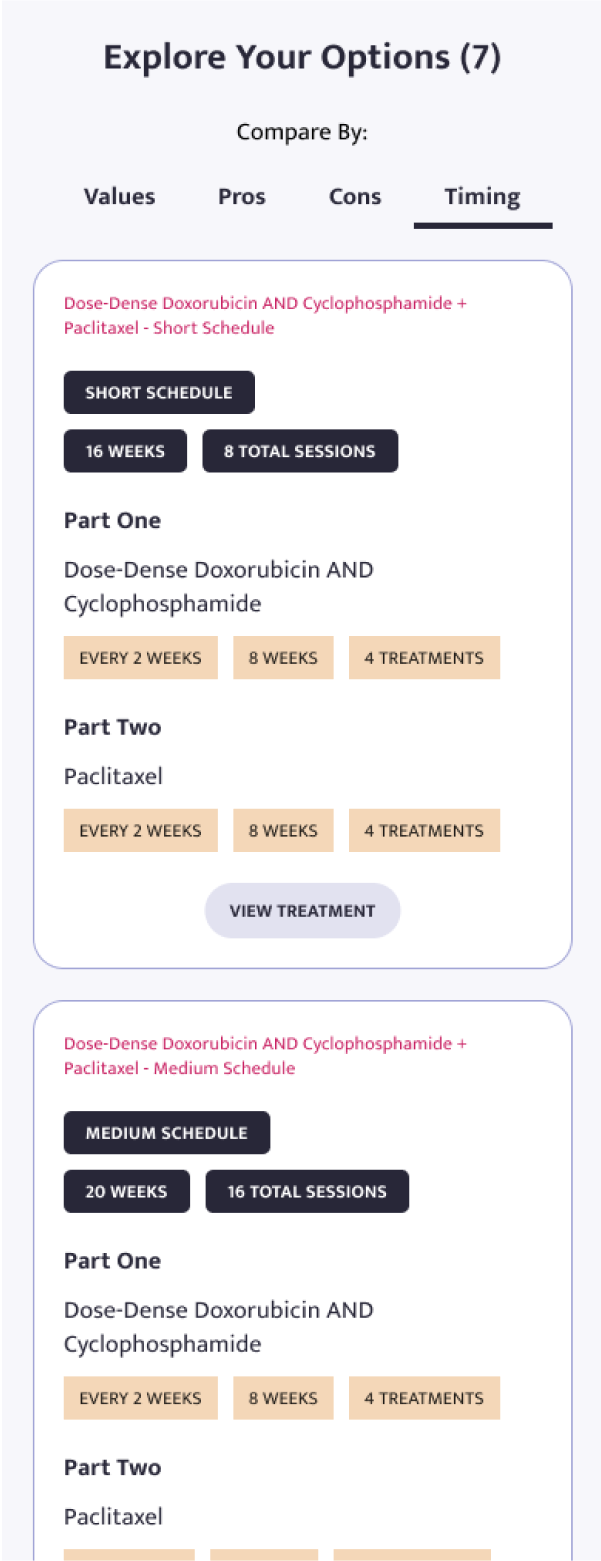 Explore Your Options (7)
Compare By:
Values Pros Cons Timing
Dose-Dense Doxorubicin AND Cyclophosphamide +
Paclitaxel - Short Schedule
SHORT SCHEDULE
16 WEEKS 8 TOTAL SESSIONS
Part One
Dose-Dense Doxorubicin AND
Cyclophosphamide
EVERY 2 WEEKS 8 WEEKS 4 TREATMENTS
Part Two
Paclitaxel
EVERY 2 WEEKS 8 WEEKS 4 TREATMENTS
VIEW TREATMENT
Dose-Dense Doxorubicin AND Cyclophosphamide +
Paclitaxel - Medium Schedule
MEDIUM SCHEDULE
20 WEEKS 16 TOTAL SESSIONS
Part One
Dose-Dense Doxorubicin AND
Cyclophosphamide
EVERY 2 WEEKS 8 WEEKS 4 TREATMENTS
Part Two
Paclitaxel